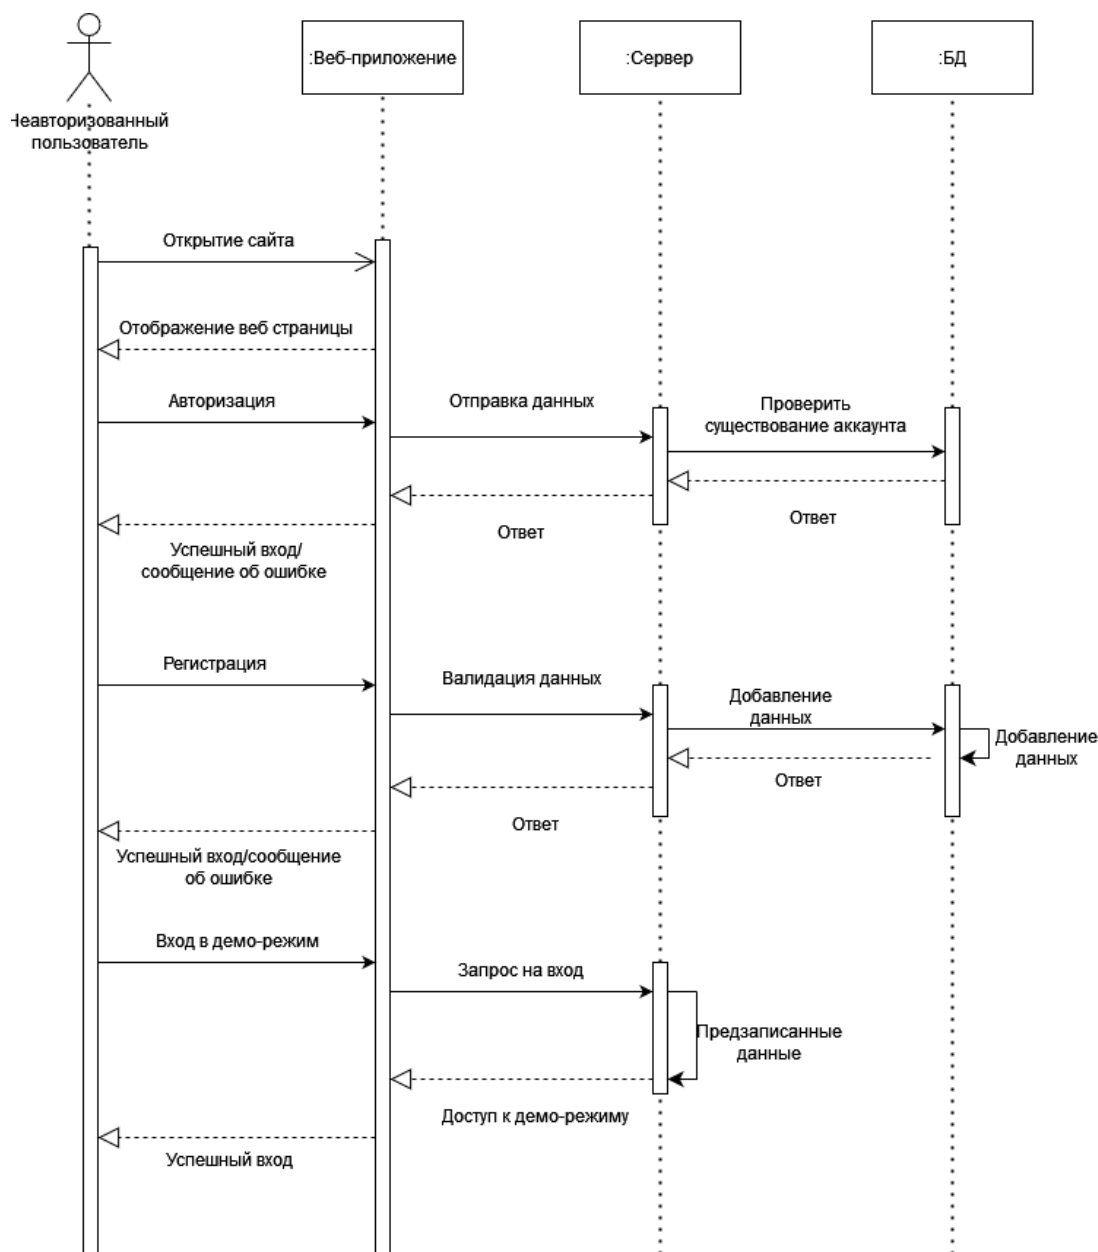 :Веб-приложение
:Сервер
:БД
Неавторизованный
пользователь
Открытие сайта
Отображение веб страницы
Авторизация
Отправка данных
Проверить
существование аккаунта
Ответ
Ответ
Успешный вход/
сообщение об ошибке
Регистрация
Валидация данных
Добавление
данных
Добавление
данных
Ответ
Ответ
Успешный вход/сообщение
об ошибке
Вход в демо-режим
Запрос на вход
Предзаписанные
данные
Доступ к демо-режиму
Успешный вход